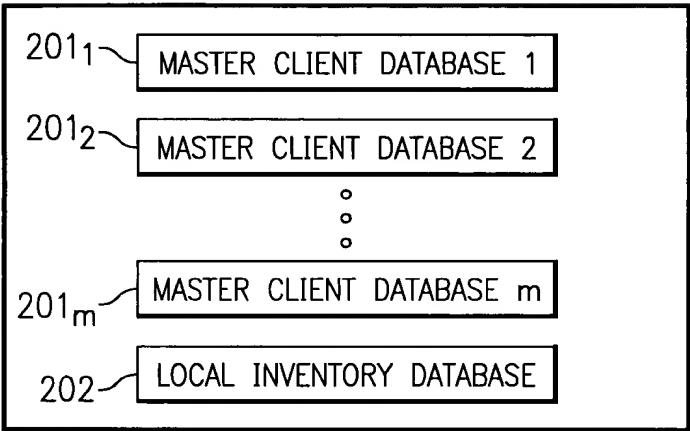 201₁ MASTER CLIENT DATABASE 1
201₂ MASTER CLIENT DATABASE 2
201ₘ MASTER CLIENT DATABASE m
202 LOCAL INVENTORY DATABASE